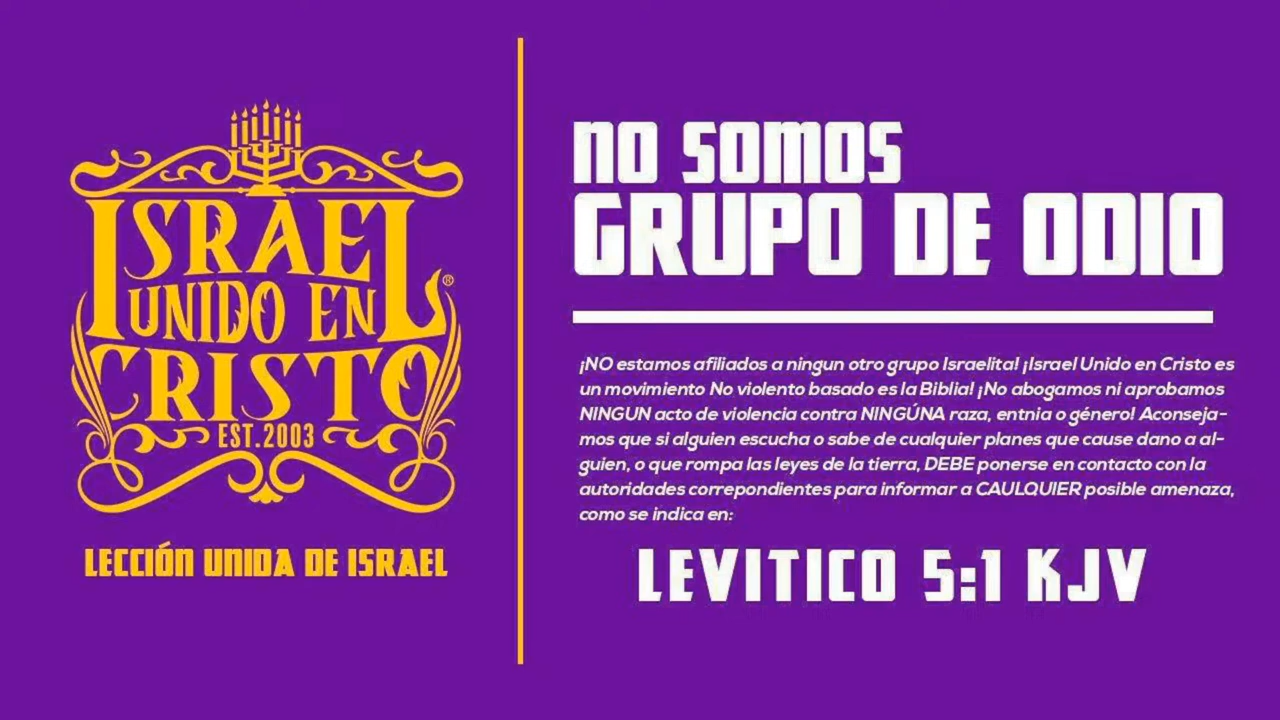 ISRAEL
UNIDO EN
CRISTO
®
EST.2003
LECCIÓN UNIDA DE ISRAEL
NO SOMOS
GRUPO DE ODIO
¡NO estamos afiliados a ningun otro grupo Israelita! ¡Israel Unido en Cristo es
un movimiento No violento basado es la Biblia! ¡No abogamos ni aprobamos
NINGUN acto de violencia contra NINGÚNA raza, entnia o género! Aconseja-
mos que si alguien escucha o sabe de cualquier planes que cause dano a al-
guien, o que rompa las leyes de la tierra, DEBE ponerse en contacto con la
autoridades correpondientes para informar a CAULQUIER posible amenaza,
como se indica en:
LEVITICO 5:1 KJV